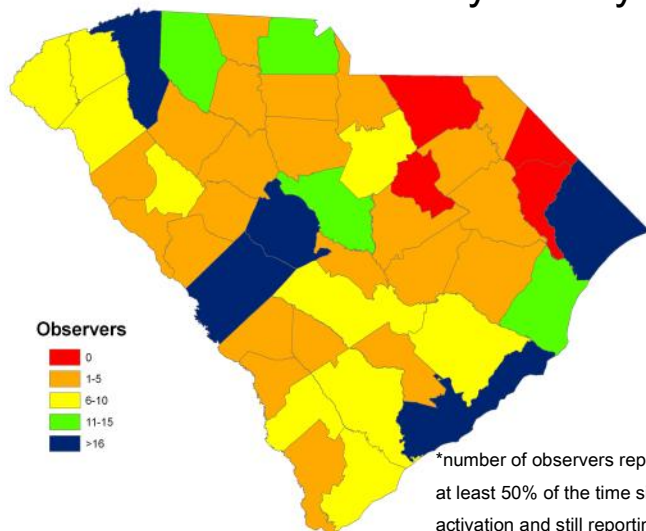 Observers
0
1-5
6-10
11-15
>16
*number of observers rep
at least 50% of the time s
activation and still reportin